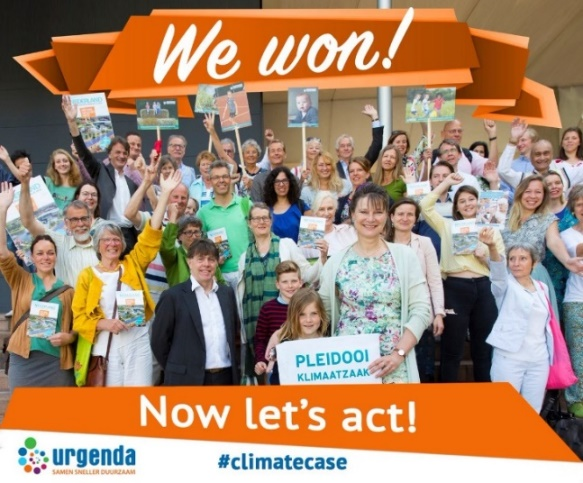 We won!
PLEIDOOI
KLIMAATZAAK
Now let's act!
urgenda
SAMEN SNELLER DUURZAAM
#climatecase